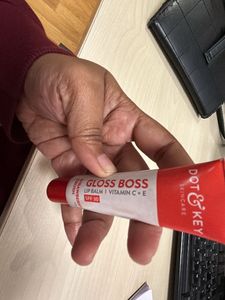 GLOSS BOSS
LIP BALM | VITAMIN C + E
SPF 30
DOT & KEY
SKINCARE